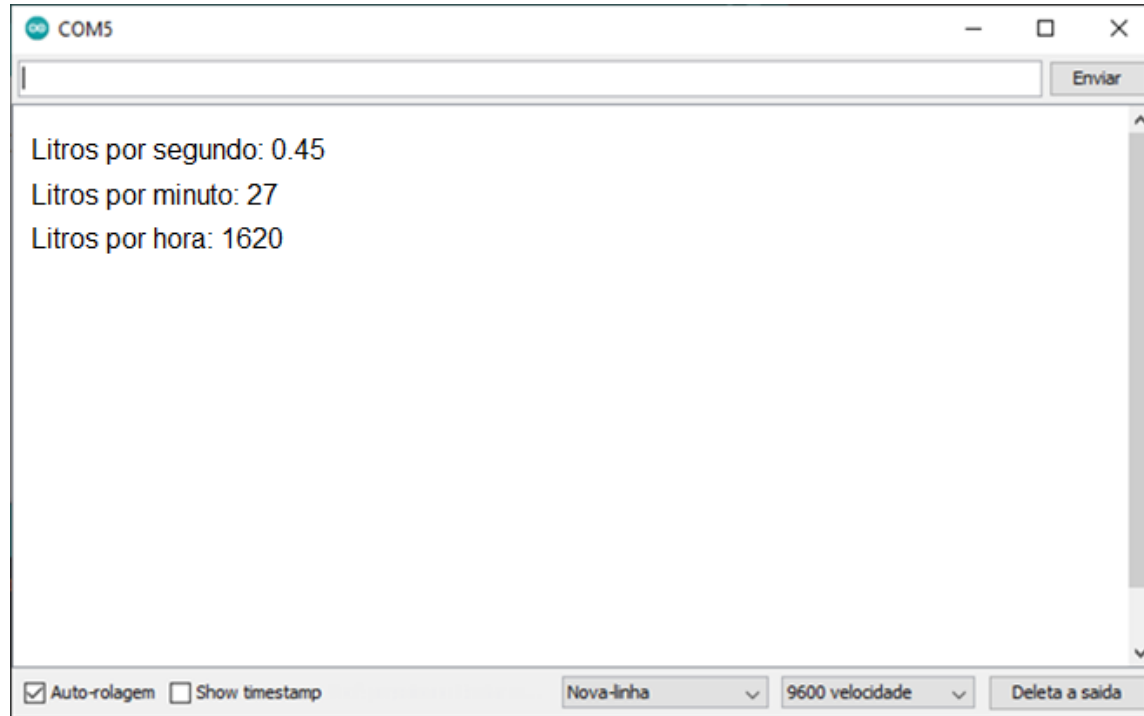 COM5
Enviar
Litros por segundo: 0.45
Litros por minuto: 27
Litros por hora: 1620
Auto-rolagem Show timestamp Nova-linha 9600 velocidade Deleta a saida